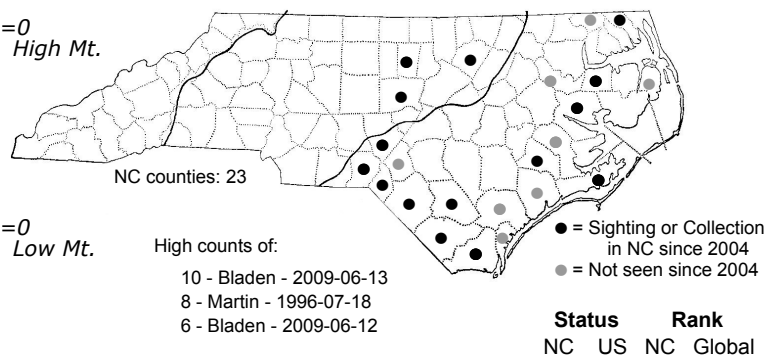 =0
High Mt.
NC counties: 23
=0
Low Mt.
High counts of:
10 - Bladen - 2009-06-13
8 - Martin - 1996-07-18
6 - Bladen - 2009-06-12
= Sighting or Collection
in NC since 2004
= Not seen since 2004
Status Rank
NC US NC Global